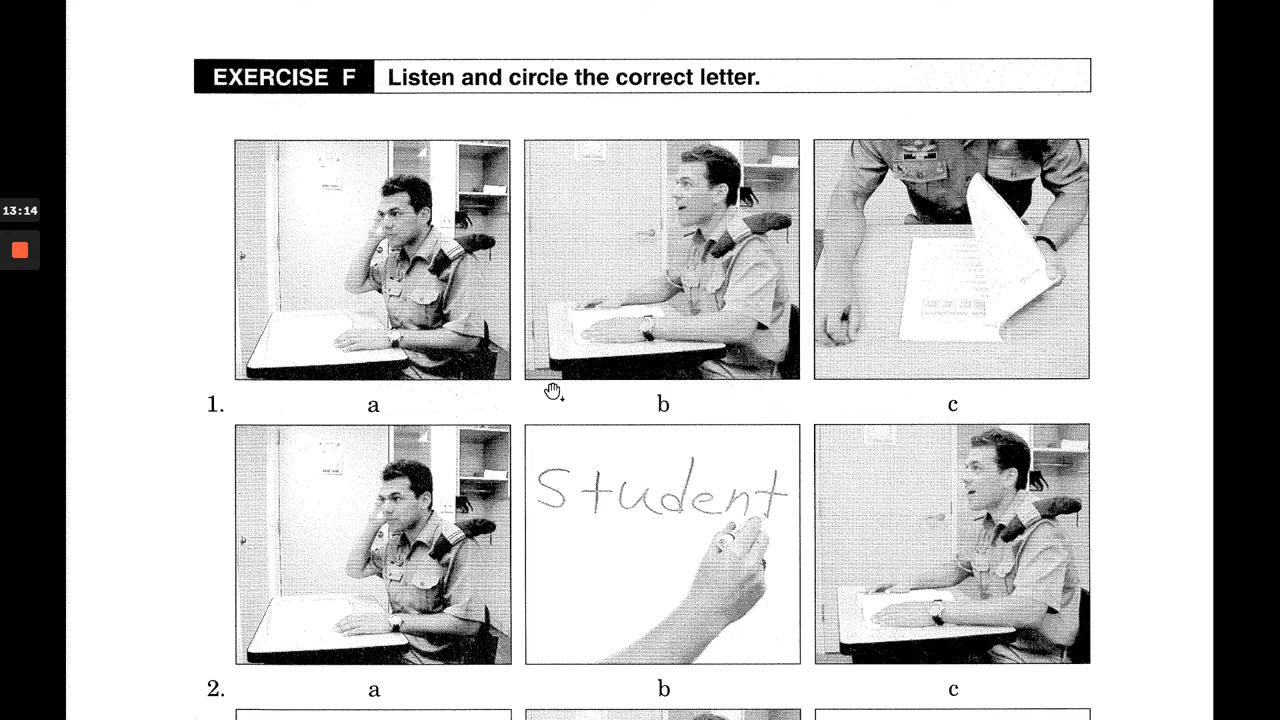 EXERCISE F Listen and circle the correct letter.
13:14
1. a b c
Student
2. a b c